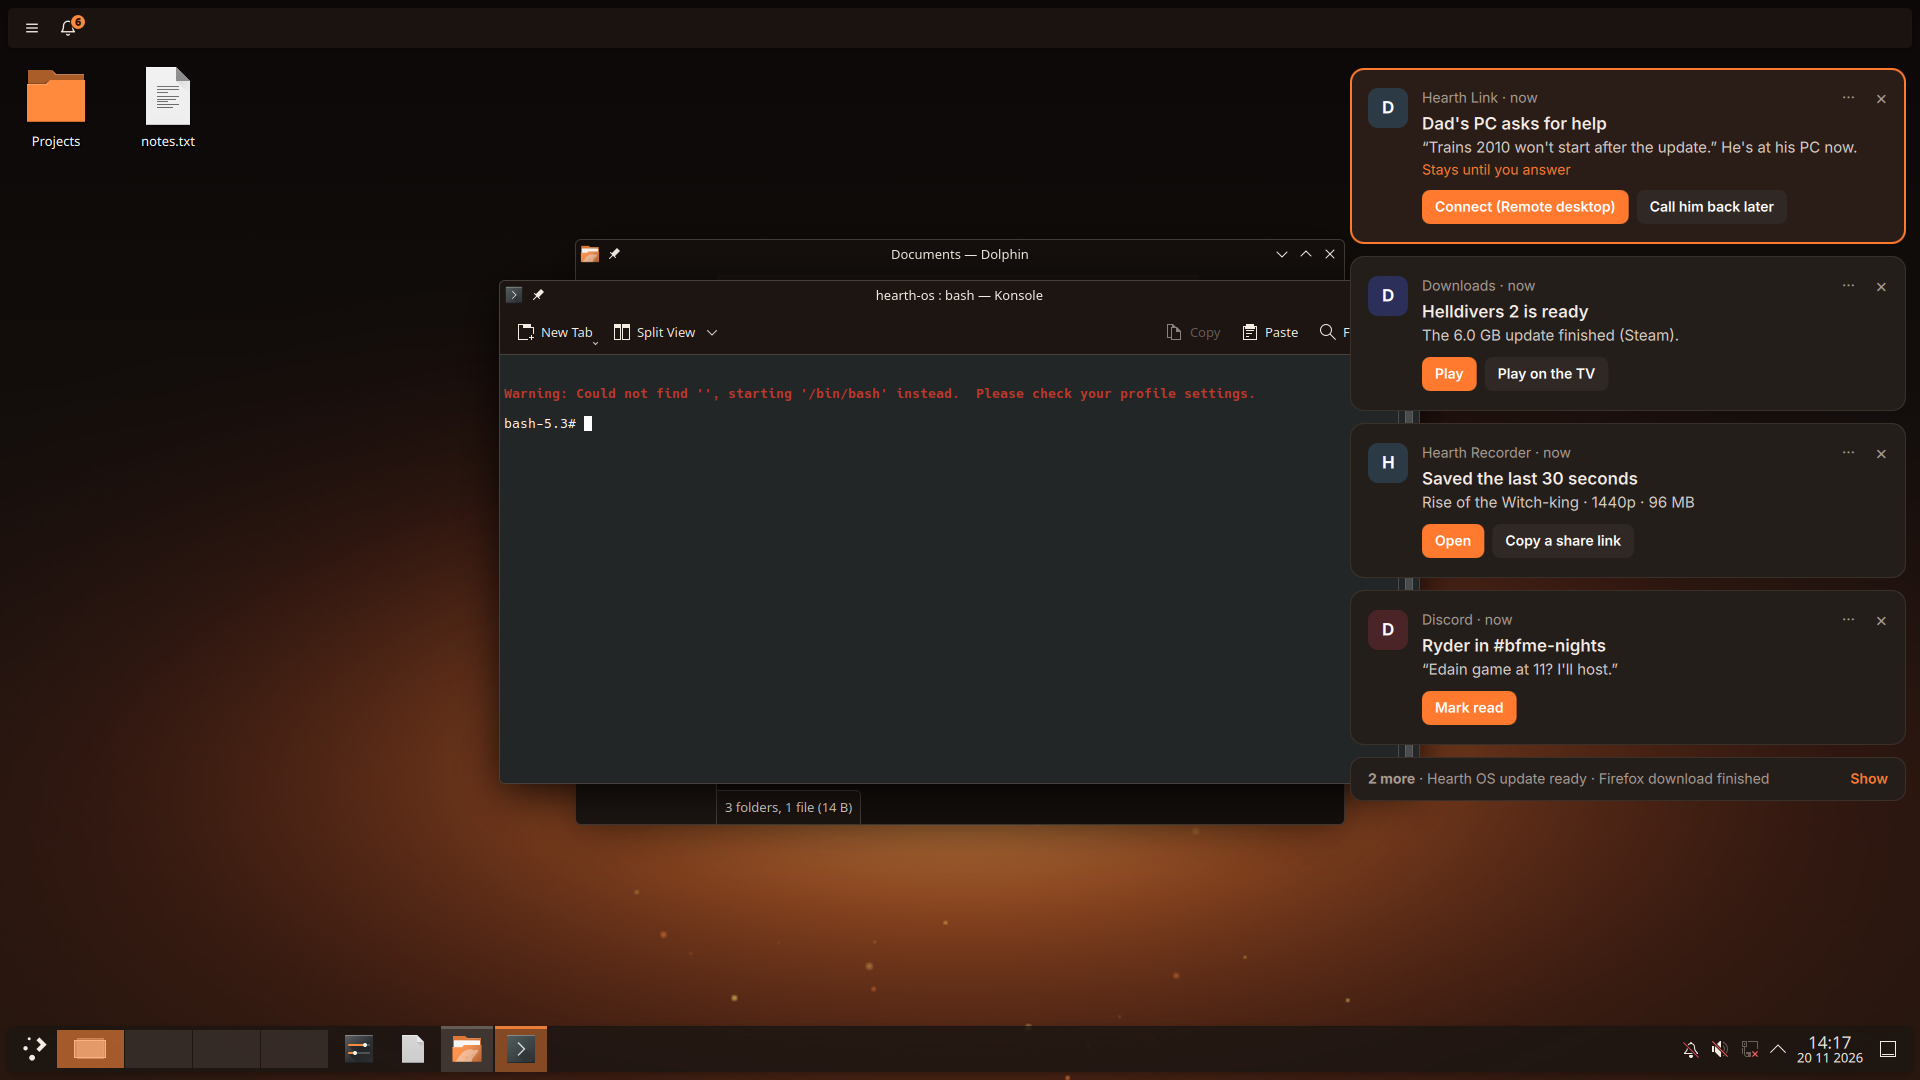 6
Projects
notes.txt
Documents — Dolphin
hearth-os : bash — Konsole
New Tab
Split View
Copy
Paste
F
Warning: Could not find '', starting '/bin/bash' instead.  Please check your profile settings.
bash-5.3#
3 folders, 1 file (14 B)
D
Hearth Link · now
Dad's PC asks for help
“Trains 2010 won't start after the update.” He's at his PC now.
Stays until you answer
Connect (Remote desktop)
Call him back later
D
Downloads · now
Helldivers 2 is ready
The 6.0 GB update finished (Steam).
Play
Play on the TV
H
Hearth Recorder · now
Saved the last 30 seconds
Rise of the Witch-king · 1440p · 96 MB
Open
Copy a share link
D
Discord · now
Ryder in #bfme-nights
“Edain game at 11? I'll host.”
Mark read
2 more · Hearth OS update ready · Firefox download finished
Show
14:17
20 11 2026